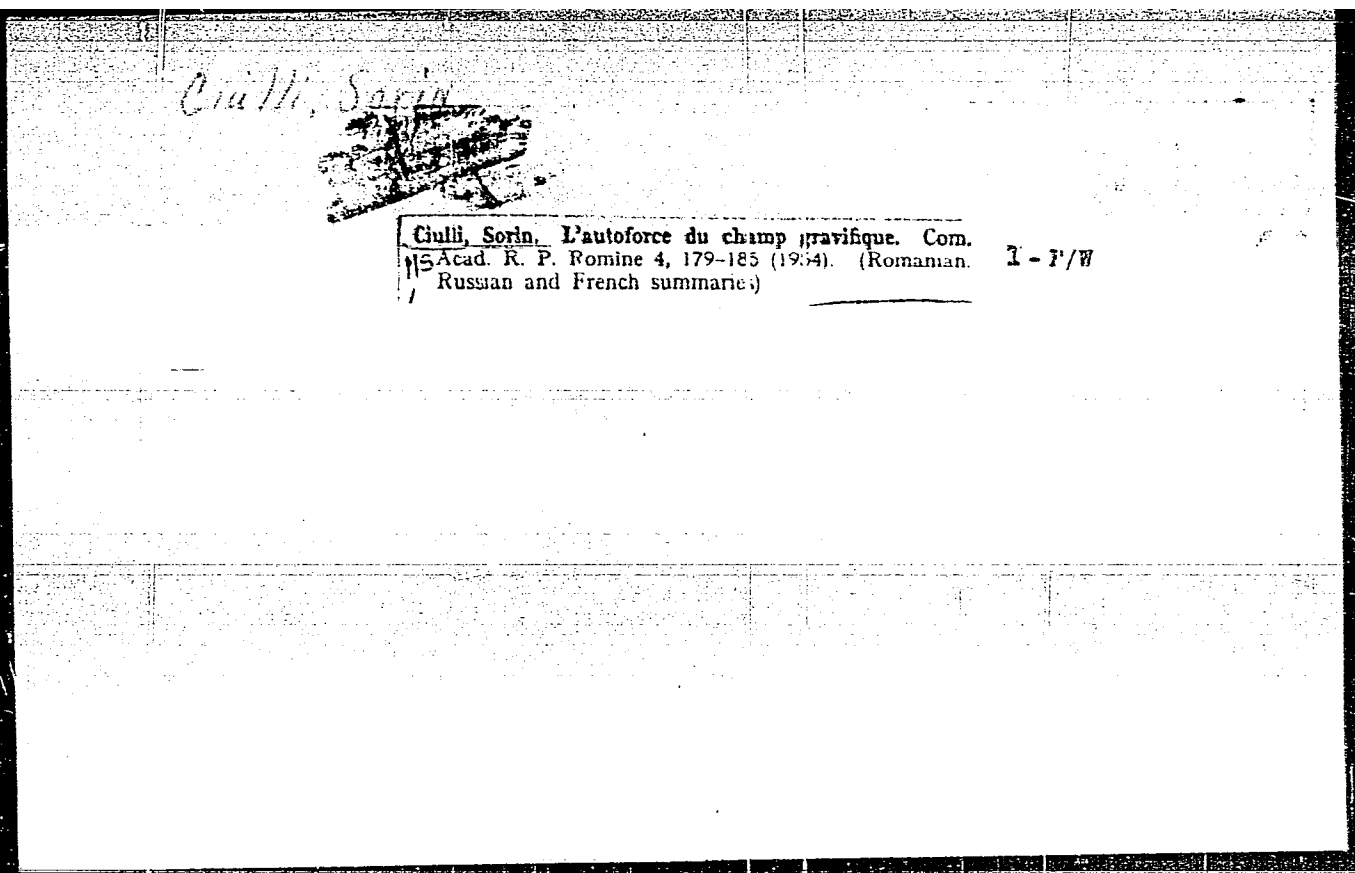 Ciulli, Sorin
Ciulli, Sorin. L'autoforce du champ gravifique. Com.
Acad. R. P. Romine 4, 179-185 (1954). (Romanian.
Russian and French summaries)